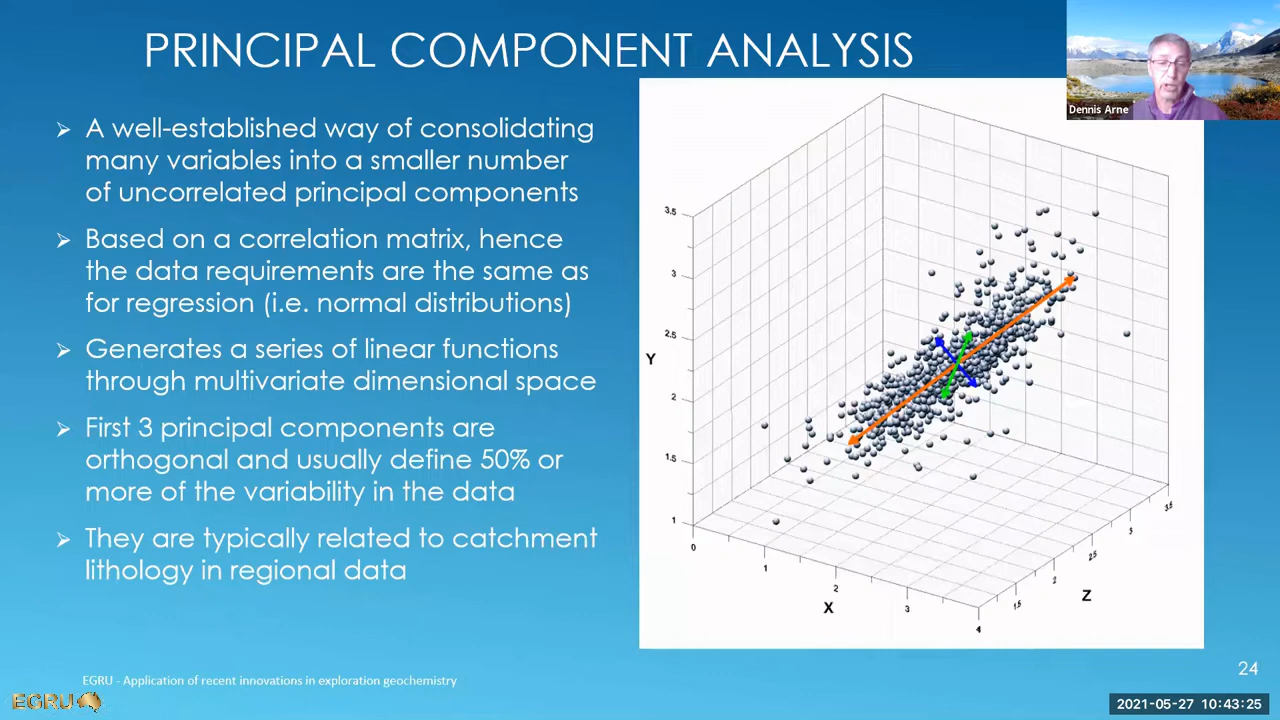 PRINCIPAL COMPONENT ANALYSIS
Dennis Arne
➢ A well-established way of consolidating
many variables into a smaller number
of uncorrelated principal components
➢ Based on a correlation matrix, hence
the data requirements are the same as
for regression (i.e. normal distributions)
➢ Generates a series of linear functions
through multivariate dimensional space
➢ First 3 principal components are
orthogonal and usually define 50% or
more of the variability in the data
➢ They are typically related to catchment
lithology in regional data
3.5
3
2.5
Y
2
1.5
1
0
1
2
3
4
X
1.5
2
2.5
3
3.5
Z
24
EGRU - Application of recent innovations in exploration geochemistry
EGRU
2021-05-27 10:43:25